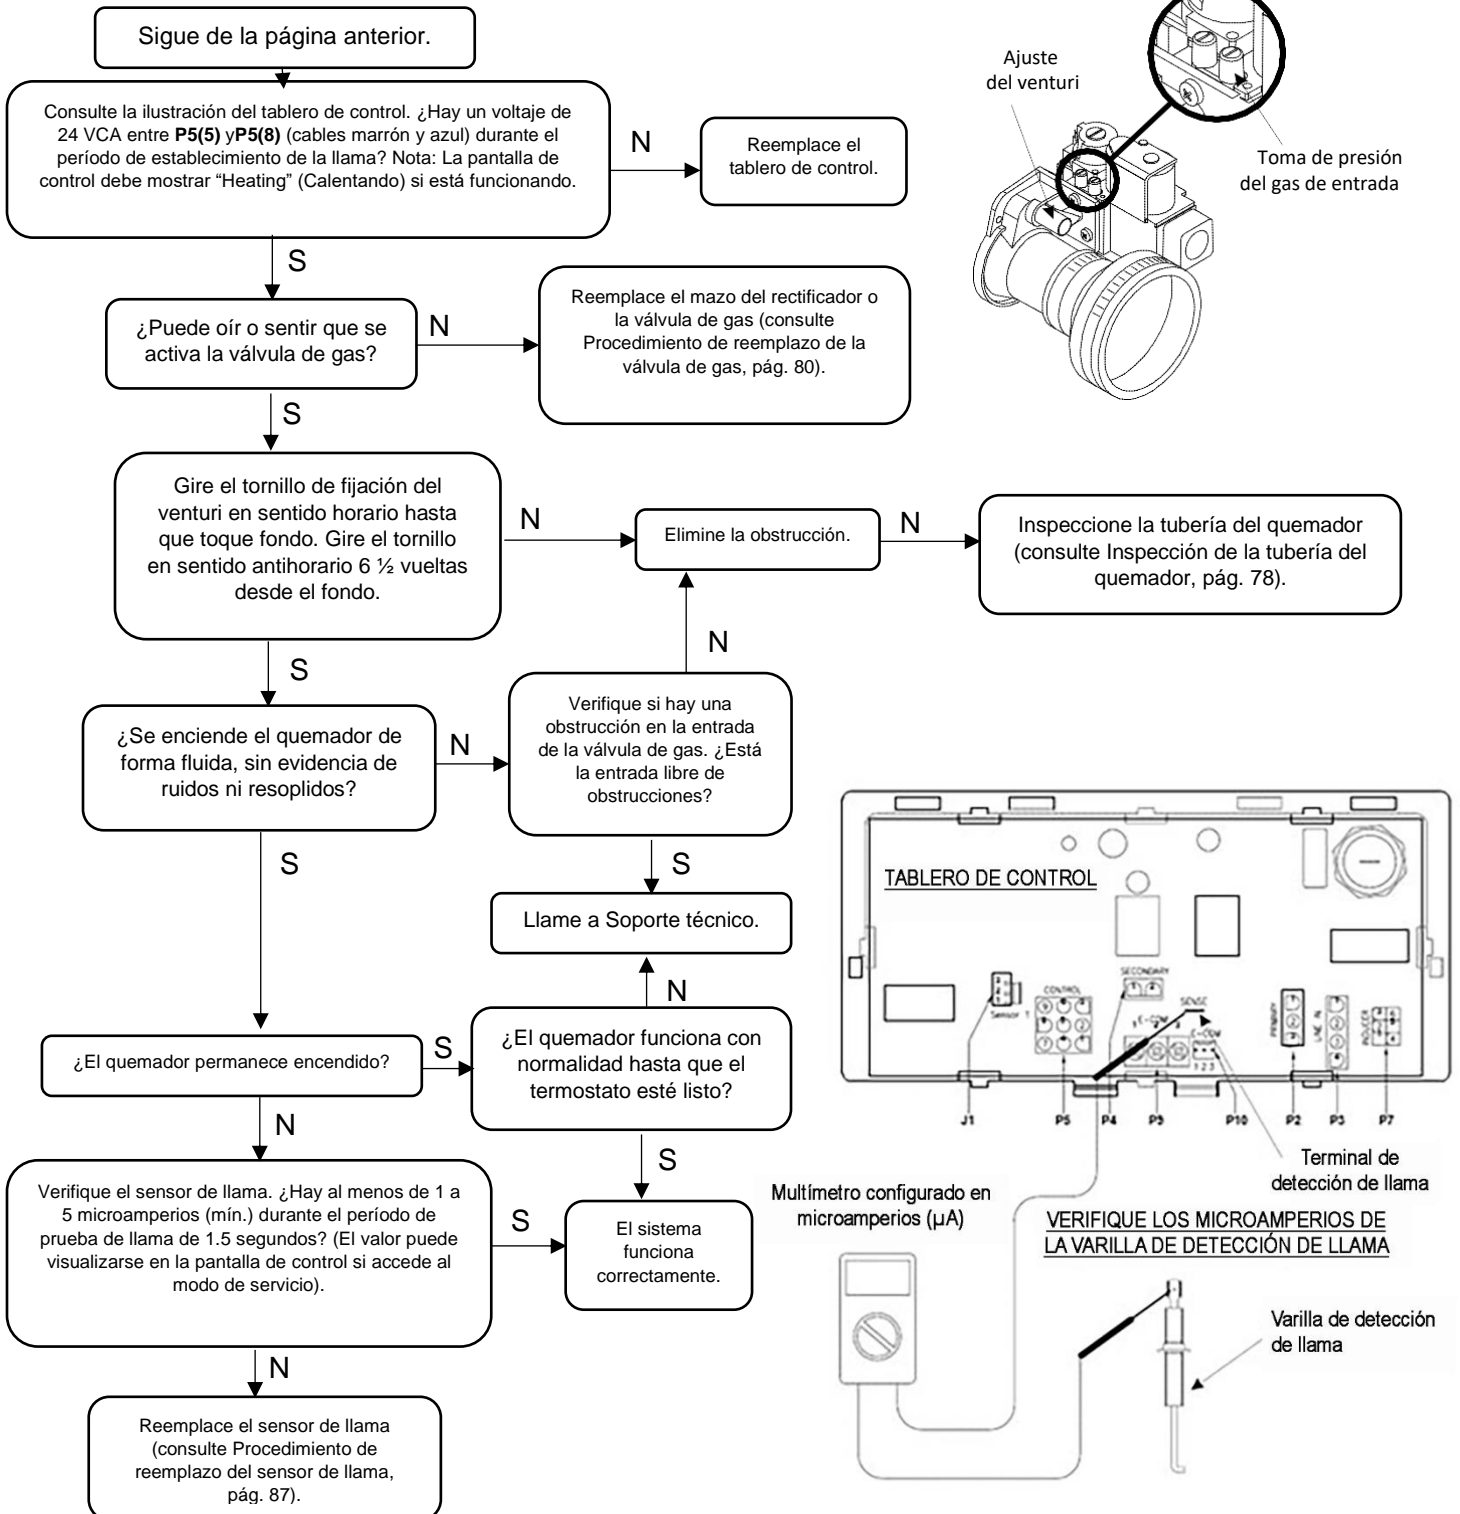 Sigue de la página anterior.
Consulte la ilustración del tablero de control. ¿Hay un voltaje de
24 VCA entre P5(5) yP5(8) (cables marrón y azul) durante el
período de establecimiento de la llama? Nota: La pantalla de
control debe mostrar “Heating” (Calentando) si está funcionando.
N
Reemplace el
tablero de control.
Ajuste
del venturi
Toma de presión
del gas de entrada
S
¿Puede oír o sentir que se
activa la válvula de gas?
N
Reemplace el mazo del rectificador o
la válvula de gas (consulte
Procedimiento de reemplazo de la
válvula de gas, pág. 80).
S
Gire el tornillo de fijación del
venturi en sentido horario hasta
que toque fondo. Gire el tornillo
en sentido antihorario 6 ½ vueltas
desde el fondo.
N
Elimine la obstrucción.
N
Inspeccione la tubería del quemador
(consulte Inspección de la tubería del
quemador, pág. 78).
S
N
¿Se enciende el quemador de
forma fluida, sin evidencia de
ruidos ni resoplidos?
N
Verifique si hay una
obstrucción en la entrada
de la válvula de gas. ¿Está
la entrada libre de
obstrucciones?
S
S
Llame a Soporte técnico.
N
¿El quemador permanece encendido?
S
¿El quemador funciona con
normalidad hasta que el
termostato esté listo?
N
S
Verifique el sensor de llama. ¿Hay al menos de 1 a
5 microamperios (mín.) durante el período de
prueba de llama de 1.5 segundos? (El valor puede
visualizarse en la pantalla de control si accede al
modo de servicio).
S
El sistema
funciona
correctamente.
N
Reemplace el sensor de llama
(consulte Procedimiento de
reemplazo del sensor de llama,
pág. 87).
TABLERO DE CONTROL
SECONDARY
CONTROL
SENSE
Sensor 1
E-COM
E-COM
1 2 3
PRIMARY
LINE IN
INDUCER
J1
P5
P4
P9
P10
P2
P3
P7
Terminal de
detección de llama
Multímetro configurado en
microamperios (µA)
VERIFIQUE LOS MICROAMPERIOS DE
LA VARILLA DE DETECCIÓN DE LLAMA
Varilla de detección
de llama